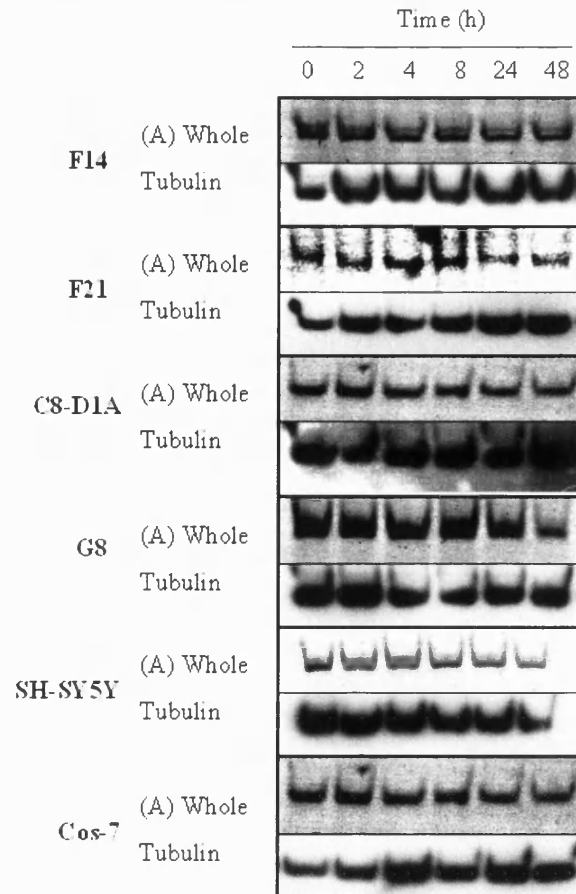 Time (h)
0 2 4 8 24 48
F14
(A) Whole
Tubulin
F21
(A) Whole
Tubulin
C8-D1A
(A) Whole
Tubulin
G8
(A) Whole
Tubulin
SH-SY5Y
(A) Whole
Tubulin
Cos-7
(A) Whole
Tubulin